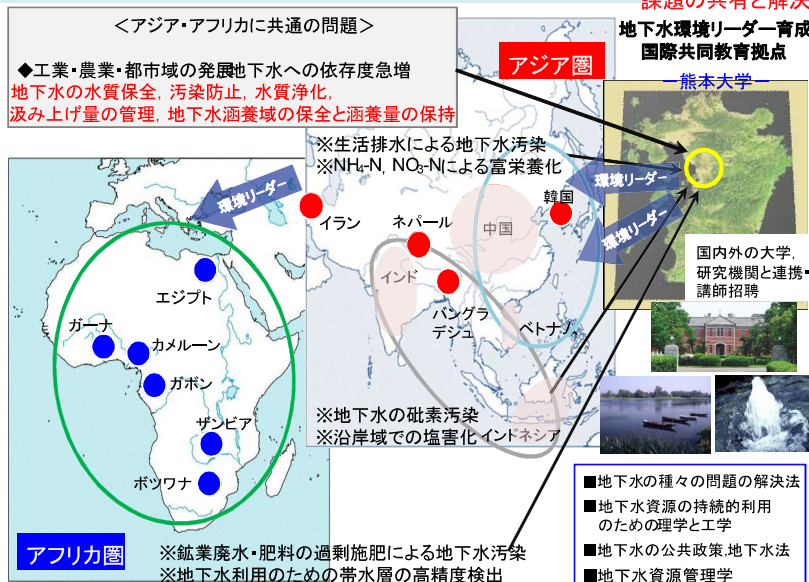 課題の共有と解決
＜アジア・アフリカに共通の問題＞
◆工業・農業・都市域の発展 地下水への依存度急増
地下水の水質保全，汚染防止，水質浄化，
汲み上げ量の管理，地下水涵養域の保全と涵養量の保持
地下水環境リーダー育成
国際共同教育拠点
－熊本大学－
アジア圏
※生活排水による地下水汚染
※NH₄-N, NO₃-Nによる富栄養化
環境リーダー
環境リーダー
環境リーダー
イラン
ネパール
中国
韓国
インド
バングラ
デシュ
ベトナム
インドネシア
国内外の大学，
研究機関と連携・
講師招聘
エジプト
ガーナ
カメルーン
ガボン
ザンビア
ボツワナ
※地下水の砒素汚染
※沿岸域での塩害化
アフリカ圏
※鉱業廃水・肥料の過剰施肥による地下水汚染
※地下水利用のための帯水層の高精度検出
■地下水の種々の問題の解決法
■地下水資源の持続的利用
のための理学と工学
■地下水の公共政策,地下水法
■地下水資源管理学